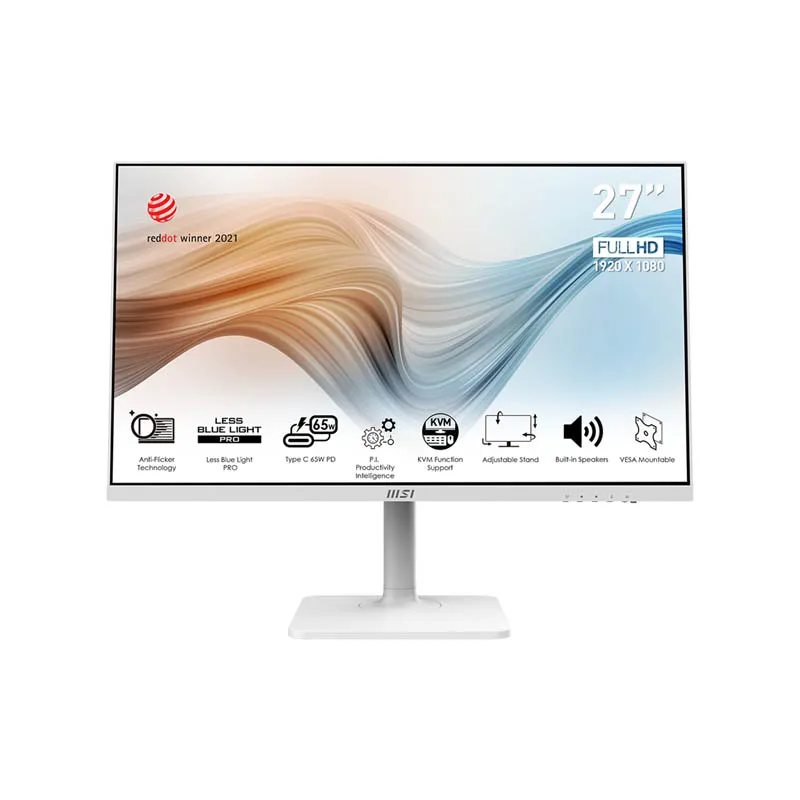 27”
FULL HD
1920 X 1080
reddot winner 2021
65W
LESS
BLUE LIGHT
PRO
KVM
Anti-Flicker
Technology
Less Blue Light
PRO
Type C 65W PD
P.I.
Productivity
Intelligence
KVM Function
Support
Adjustable Stand
Built-in Speakers
VESA Mountable
msi